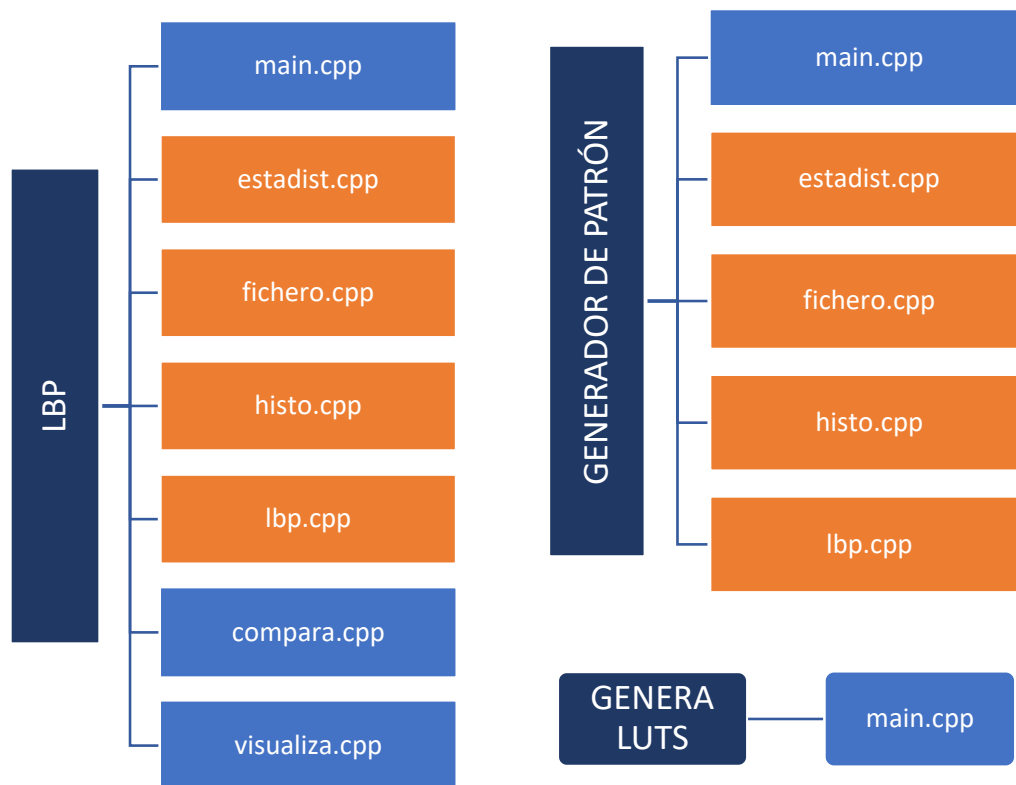 LBP
main.cpp
estadist.cpp
fichero.cpp
histo.cpp
lbp.cpp
compara.cpp
visualiza.cpp
GENERADOR DE PATRÓN
main.cpp
estadist.cpp
fichero.cpp
histo.cpp
lbp.cpp
GENERA
LUTS
main.cpp